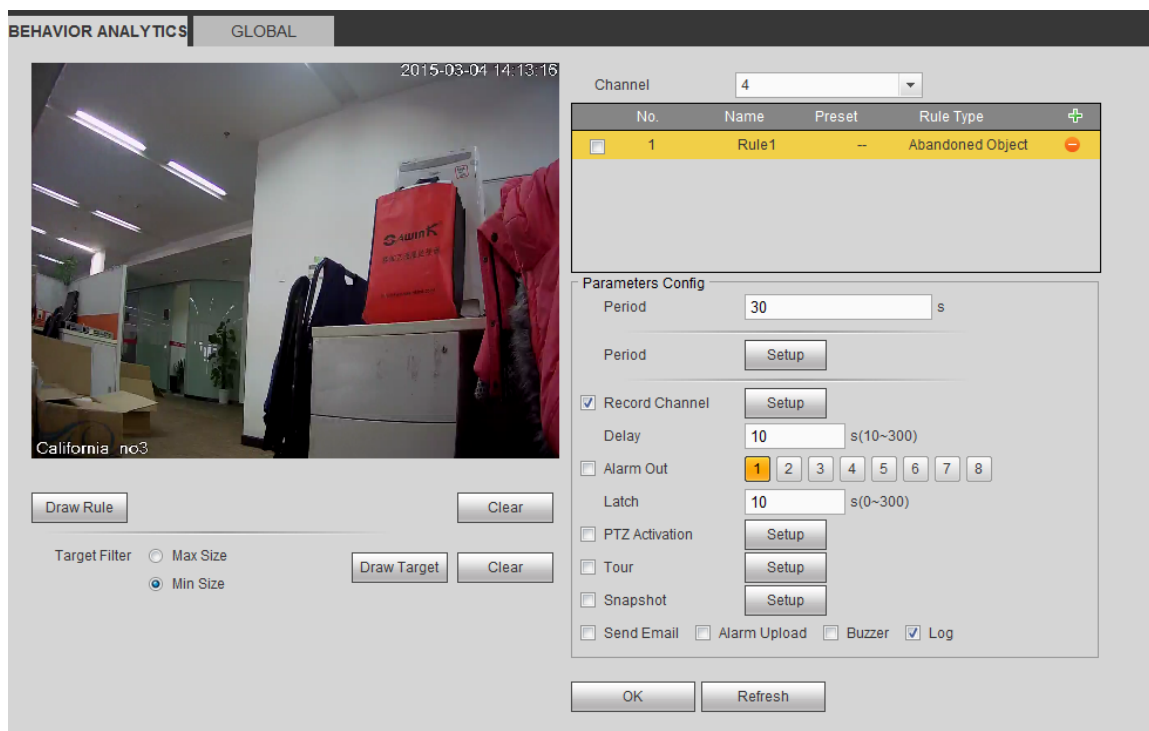 BEHAVIOR ANALYTICS GLOBAL
2015-03-04 14:13:16
California no3
Draw Rule Clear
Target Filter Max Size
Min Size
Draw Target Clear
Channel 4
No. Name Preset Rule Type
1 Rule1 -- Abandoned Object
Parameters Config
Period 30 s
Period Setup
Record Channel Setup
Delay 10 s(10~300)
Alarm Out 1 2 3 4 5 6 7 8
Latch 10 s(0~300)
PTZ Activation Setup
Tour Setup
Snapshot Setup
Send Email Alarm Upload Buzzer Log
OK Refresh